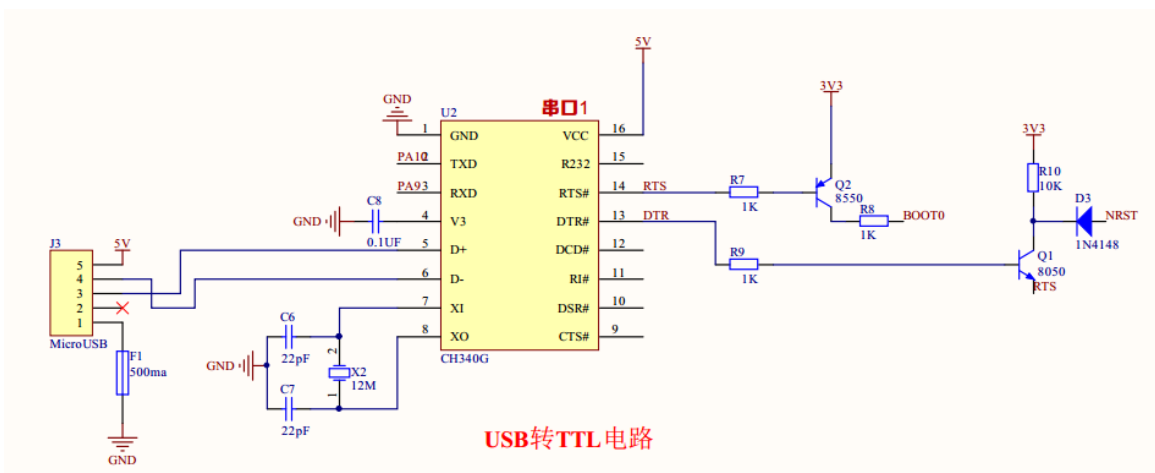 5V
3V3
GND
U2
串口1
1
GND
VCC
16
3V3
PA10
2
TXD
R232
15
R10
10K
PA9
3
RXD
RTS#
14
RTS
R7
1K
Q2
8550
D3
NRST
1N4148
C8
GND
0.1UF
4
V3
DTR#
13
DTR
R8
1K
BOOT0
J3
5V
5
D+
DCD#
12
R9
1K
Q1
8050
RTS
5
4
3
2
1
MicroUSB
6
D-
RI#
11
7
XI
DSR#
10
8
XO
CTS#
9
CH340G
C6
22pF
GND
2
X2
12M
1
C7
22pF
F1
500ma
GND
USB转TTL电路